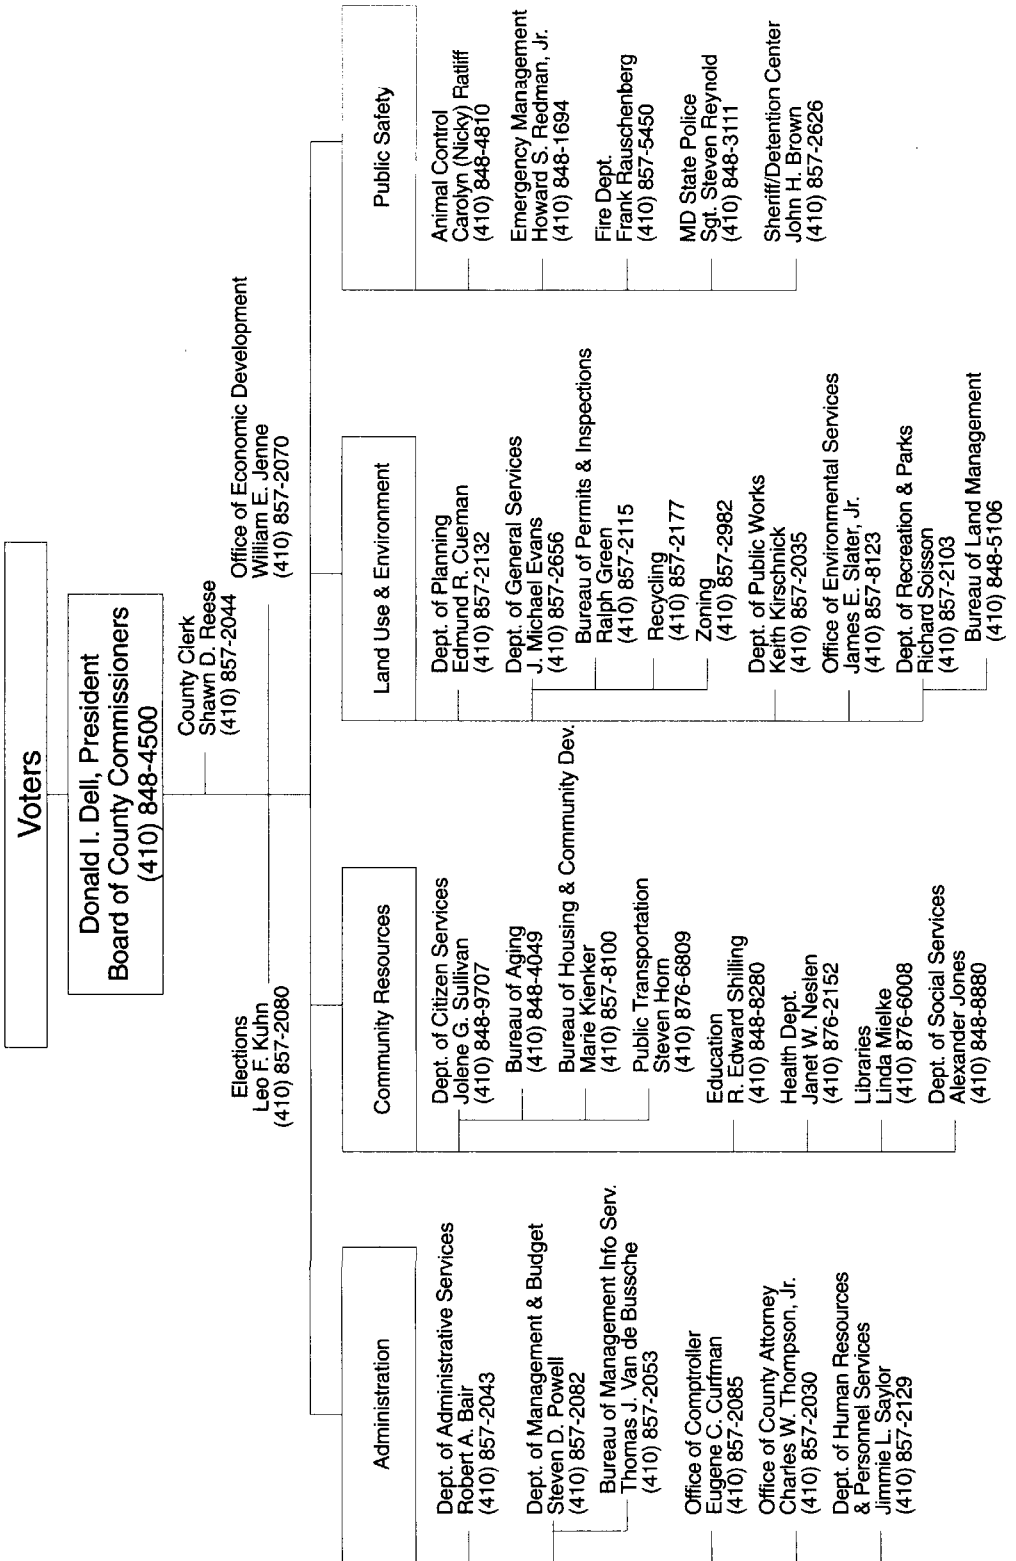 Voters
Donald I. Dell, President
Board of County Commissioners
(410) 848-4500
County Clerk
Shawn D. Reese
(410) 857-2044
Elections
Leo F. Kuhn
(410) 857-2080
Office of Economic Development
William E. Jenne
(410) 857-2070
Administration
Dept. of Administrative Services
Robert A. Bair
(410) 857-2043
Dept. of Management & Budget
Steven D. Powell
(410) 857-2082
Bureau of Management Info Serv.
Thomas J. Van de Bussche
(410) 857-2053
Office of Comptroller
Eugene C. Curfman
(410) 857-2085
Office of County Attorney
Charles W. Thompson, Jr.
(410) 857-2030
Dept. of Human Resources
& Personnel Services
Jimmie L. Saylor
(410) 857-2129
Community Resources
Dept. of Citizen Services
Jolene G. Sullivan
(410) 848-9707
Bureau of Aging
(410) 848-4049
Bureau of Housing & Community Dev.
Marie Kienker
(410) 857-8100
Public Transportation
Steven Horn
(410) 876-6809
Education
R. Edward Shilling
(410) 848-8280
Health Dept.
Janet W. Neslen
(410) 876-2152
Libraries
Linda Mielke
(410) 876-6008
Dept. of Social Services
Alexander Jones
(410) 848-8880
Land Use & Environment
Dept. of Planning
Edmund R. Cueman
(410) 857-2132
Dept. of General Services
J. Michael Evans
(410) 857-2656
Bureau of Permits & Inspections
Ralph Green
(410) 857-2115
Recycling
(410) 857-2177
Zoning
(410) 857-2982
Dept. of Public Works
Keith Kirschnick
(410) 857-2035
Office of Environmental Services
James E. Slater, Jr.
(410) 857-8123
Dept. of Recreation & Parks
Richard Soisson
(410) 857-2103
Bureau of Land Management
(410) 848-5106
Public Safety
Animal Control
Carolyn (Nicky) Ratliff
(410) 848-4810
Emergency Management
Howard S. Redman, Jr.
(410) 848-1694
Fire Dept.
Frank Rauschenberg
(410) 857-5450
MD State Police
Sgt. Steven Reynold
(410) 848-3111
Sheriff/Detention Center
John H. Brown
(410) 857-2626